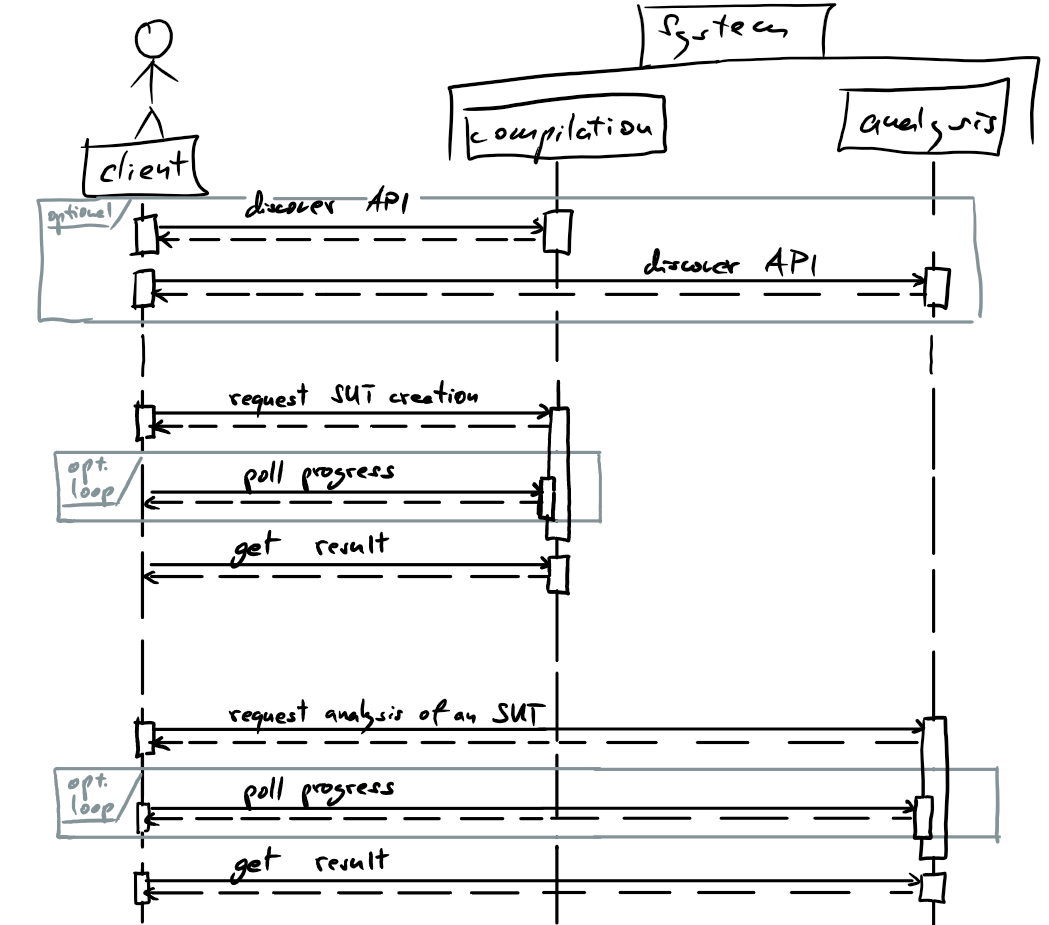 System
compilation
analysis
client
optional
discover API
discover API
request SUT creation
opt.
loop
poll progress
get result
request analysis of an SUT
opt.
loop
poll progress
get result